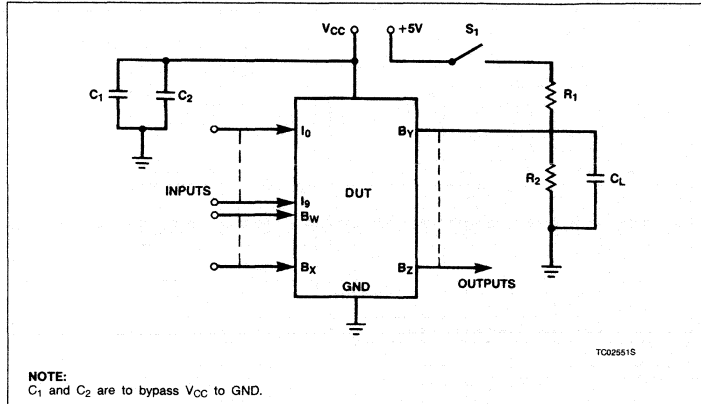 VCC +5V S1
C1 C2 R1
I0 BY
R2 CL
INPUTS DUT
I9
BW
BX BZ
GND OUTPUTS
TC02551S
NOTE:
C1 and C2 are to bypass VCC to GND.